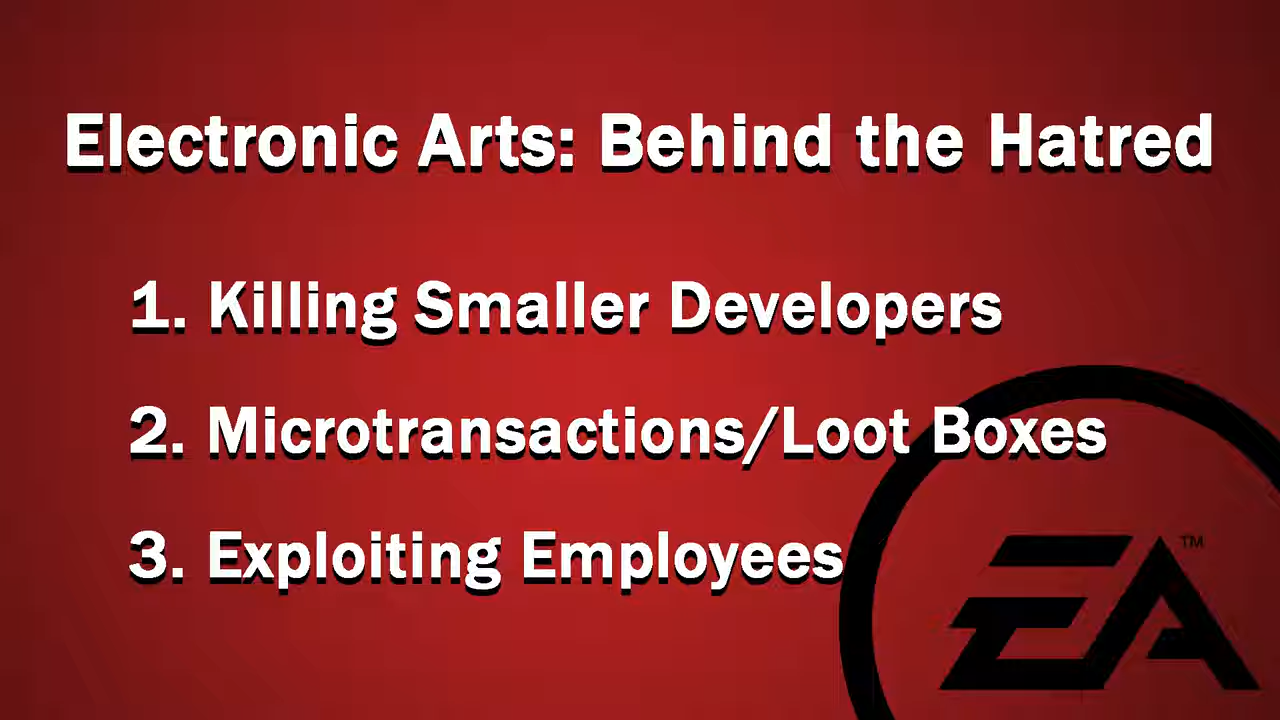 Electronic Arts: Behind the Hatred
1. Killing Smaller Developers
2. Microtransactions/Loot Boxes
3. Exploiting Employees
EA™